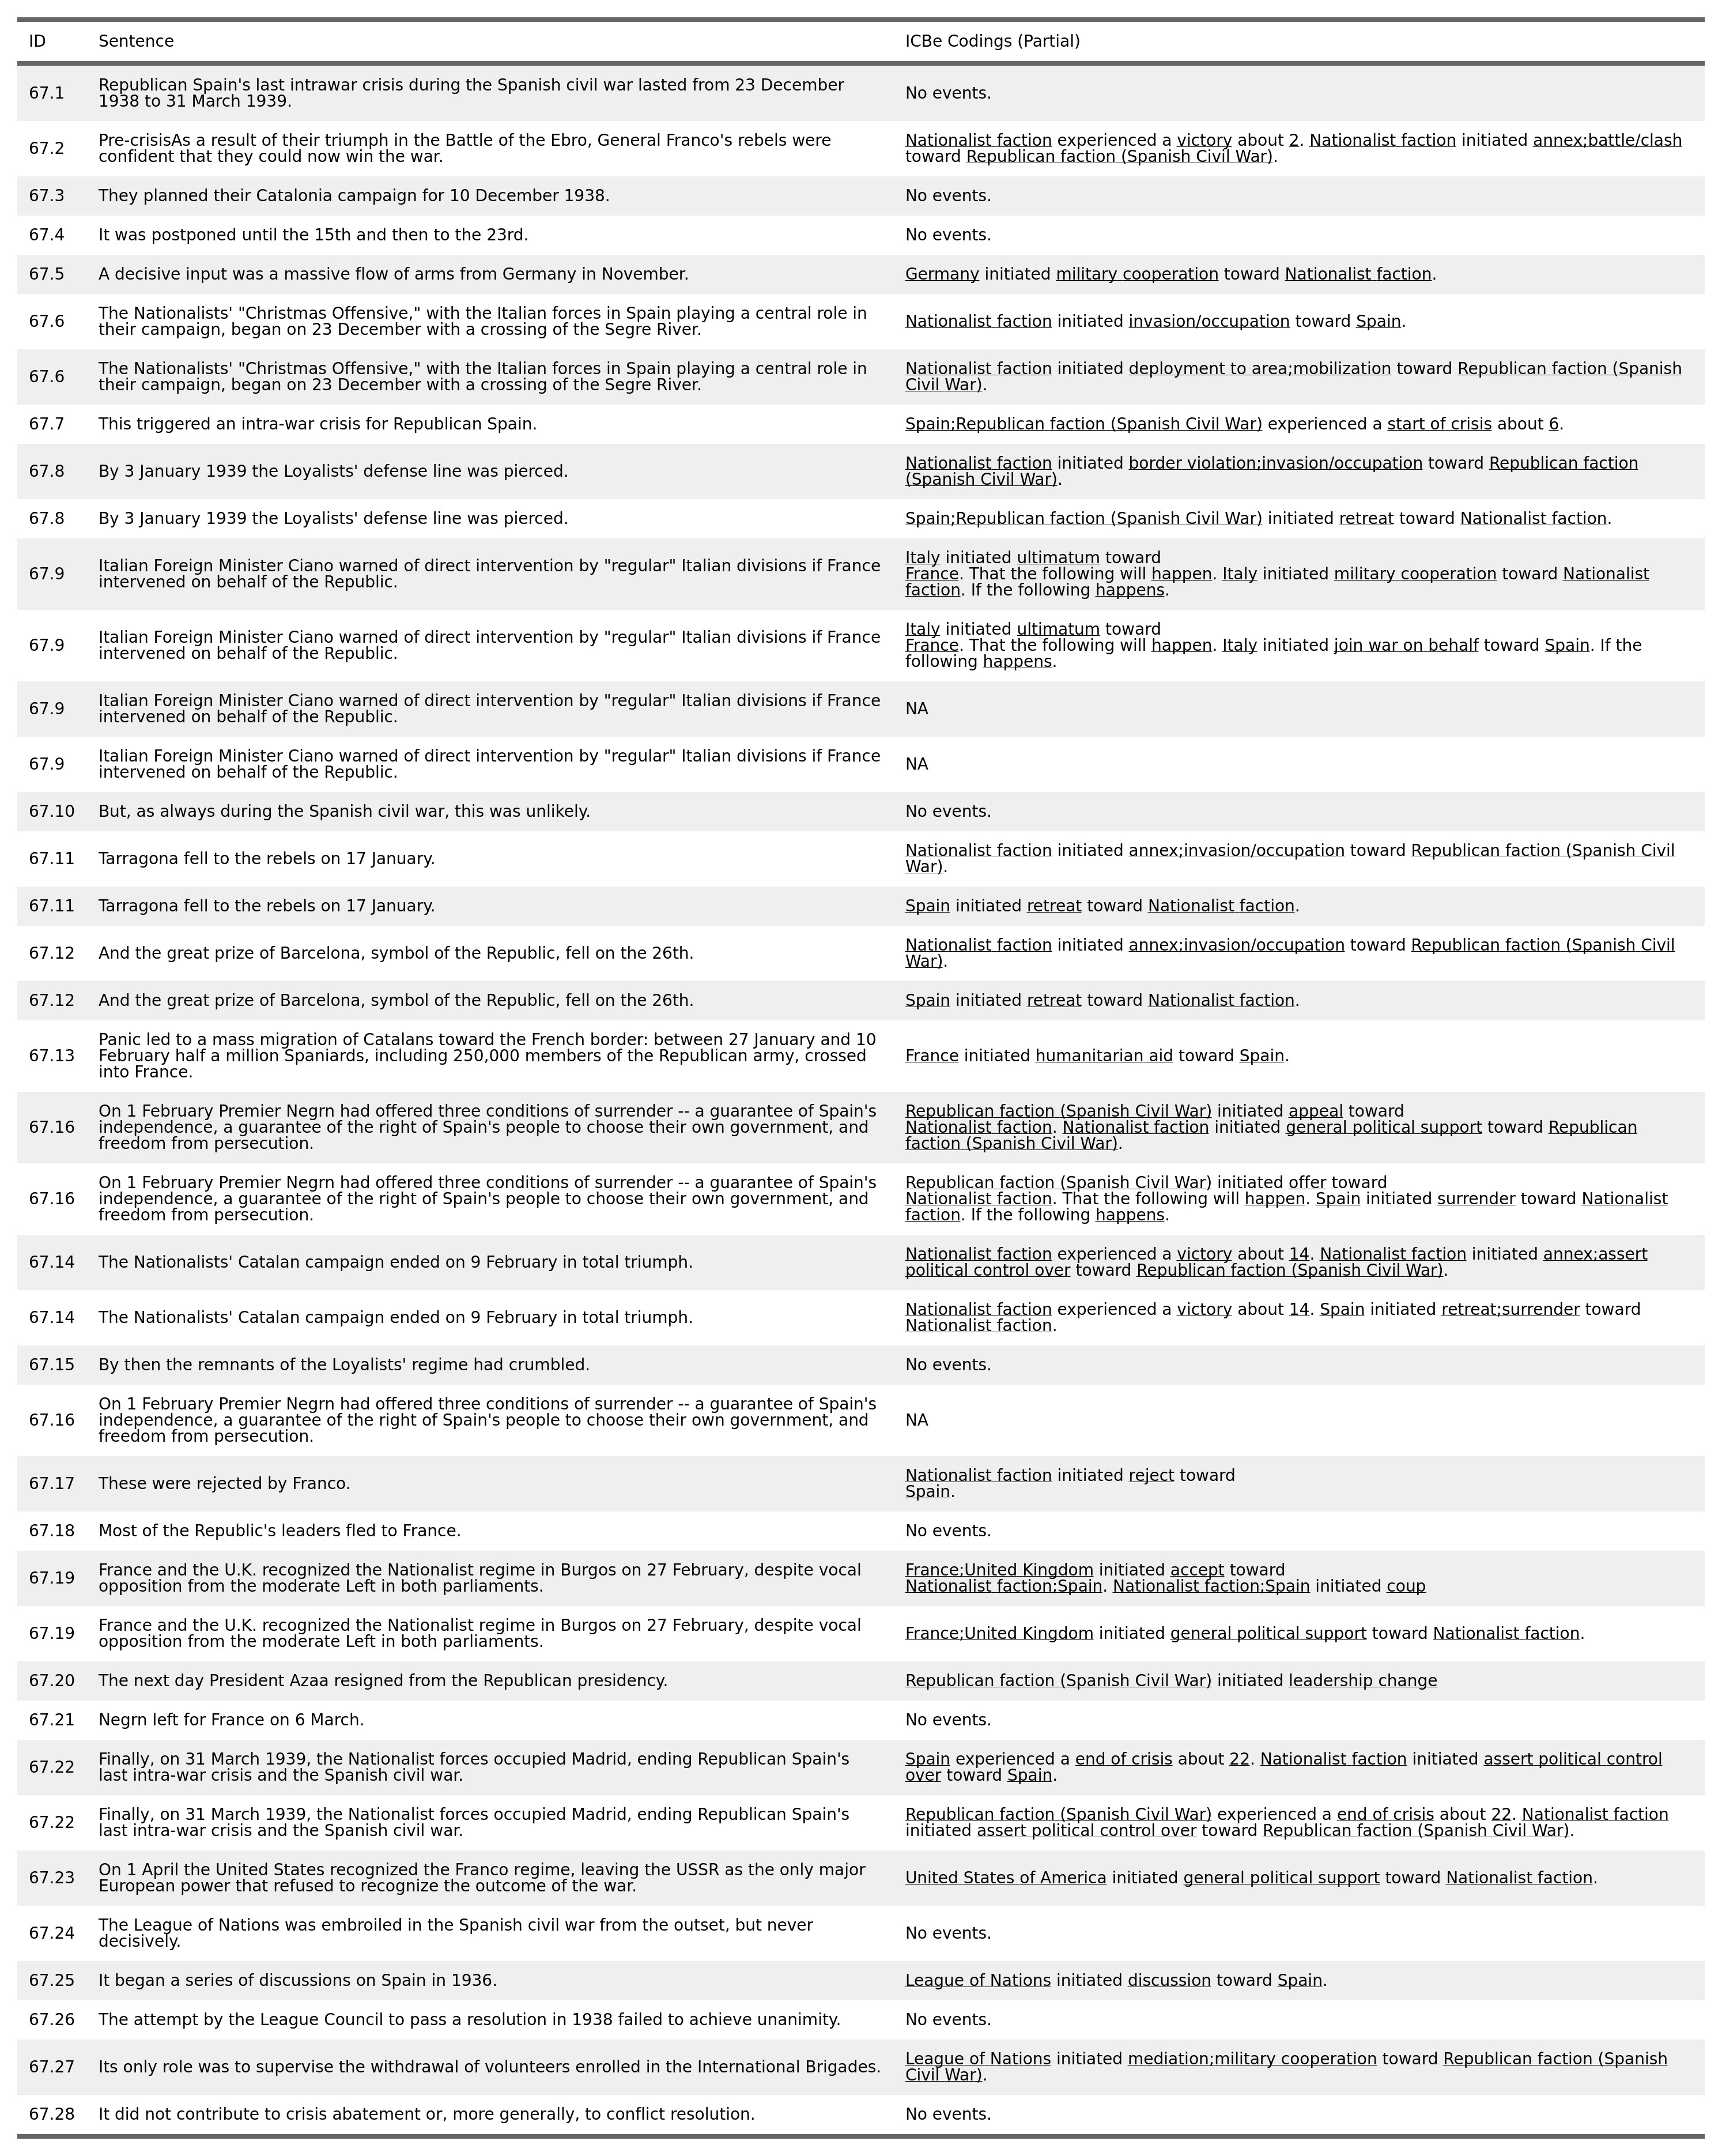 ID Sentence ICBe Codings (Partial)
67.1 Republican Spain's last intrawar crisis during the Spanish civil war lasted from 23 December
1938 to 31 March 1939.
No events.
67.2 Pre-crisisAs a result of their triumph in the Battle of the Ebro, General Franco's rebels were
confident that they could now win the war.
Nationalist faction experienced a victory about 2. Nationalist faction initiated annex;battle/clash
toward Republican faction (Spanish Civil War).
67.3 They planned their Catalonia campaign for 10 December 1938. No events.
67.4 It was postponed until the 15th and then to the 23rd. No events.
67.5 A decisive input was a massive flow of arms from Germany in November. Germany initiated military cooperation toward Nationalist faction.
67.6 The Nationalists' "Christmas Offensive," with the Italian forces in Spain playing a central role in
their campaign, began on 23 December with a crossing of the Segre River.
Nationalist faction initiated invasion/occupation toward Spain.
67.6 The Nationalists' "Christmas Offensive," with the Italian forces in Spain playing a central role in
their campaign, began on 23 December with a crossing of the Segre River.
Nationalist faction initiated deployment to area;mobilization toward Republican faction (Spanish
Civil War).
67.7 This triggered an intra-war crisis for Republican Spain. Spain;Republican faction (Spanish Civil War) experienced a start of crisis about 6.
67.8 By 3 January 1939 the Loyalists' defense line was pierced.
Nationalist faction initiated border violation;invasion/occupation toward Republican faction
(Spanish Civil War).
67.8 By 3 January 1939 the Loyalists' defense line was pierced. Spain;Republican faction (Spanish Civil War) initiated retreat toward Nationalist faction.
67.9 Italian Foreign Minister Ciano warned of direct intervention by "regular" Italian divisions if France
intervened on behalf of the Republic.
Italy initiated ultimatum toward
France. That the following will happen. Italy initiated military cooperation toward Nationalist
faction. If the following happens.
67.9 Italian Foreign Minister Ciano warned of direct intervention by "regular" Italian divisions if France
intervened on behalf of the Republic.
Italy initiated ultimatum toward
France. That the following will happen. Italy initiated join war on behalf toward Spain. If the
following happens.
67.9 Italian Foreign Minister Ciano warned of direct intervention by "regular" Italian divisions if France
intervened on behalf of the Republic.
NA
67.9 Italian Foreign Minister Ciano warned of direct intervention by "regular" Italian divisions if France
intervened on behalf of the Republic.
NA
67.10 But, as always during the Spanish civil war, this was unlikely. No events.
67.11 Tarragona fell to the rebels on 17 January.
Nationalist faction initiated annex;invasion/occupation toward Republican faction (Spanish Civil
War).
67.11 Tarragona fell to the rebels on 17 January. Spain initiated retreat toward Nationalist faction.
67.12 And the great prize of Barcelona, symbol of the Republic, fell on the 26th.
Nationalist faction initiated annex;invasion/occupation toward Republican faction (Spanish Civil
War).
67.12 And the great prize of Barcelona, symbol of the Republic, fell on the 26th. Spain initiated retreat toward Nationalist faction.
67.13 Panic led to a mass migration of Catalans toward the French border: between 27 January and 10
February half a million Spaniards, including 250,000 members of the Republican army, crossed
into France.
France initiated humanitarian aid toward Spain.
67.16 On 1 February Premier Negrn had offered three conditions of surrender -- a guarantee of Spain's
independence, a guarantee of the right of Spain's people to choose their own government, and
freedom from persecution.
Republican faction (Spanish Civil War) initiated appeal toward
Nationalist faction. Nationalist faction initiated general political support toward Republican
faction (Spanish Civil War).
67.16 On 1 February Premier Negrn had offered three conditions of surrender -- a guarantee of Spain's
independence, a guarantee of the right of Spain's people to choose their own government, and
freedom from persecution.
Republican faction (Spanish Civil War) initiated offer toward
Nationalist faction. That the following will happen. Spain initiated surrender toward Nationalist
faction. If the following happens.
67.14 The Nationalists' Catalan campaign ended on 9 February in total triumph.
Nationalist faction experienced a victory about 14. Nationalist faction initiated annex;assert
political control over toward Republican faction (Spanish Civil War).
67.14 The Nationalists' Catalan campaign ended on 9 February in total triumph.
Nationalist faction experienced a victory about 14. Spain initiated retreat;surrender toward
Nationalist faction.
67.15 By then the remnants of the Loyalists' regime had crumbled. No events.
67.16 On 1 February Premier Negrn had offered three conditions of surrender -- a guarantee of Spain's
independence, a guarantee of the right of Spain's people to choose their own government, and
freedom from persecution.
NA
67.17 These were rejected by Franco.
Nationalist faction initiated reject toward
Spain.
67.18 Most of the Republic's leaders fled to France. No events.
67.19 France and the U.K. recognized the Nationalist regime in Burgos on 27 February, despite vocal
opposition from the moderate Left in both parliaments.
France;United Kingdom initiated accept toward
Nationalist faction;Spain. Nationalist faction;Spain initiated coup
67.19 France and the U.K. recognized the Nationalist regime in Burgos on 27 February, despite vocal
opposition from the moderate Left in both parliaments.
France;United Kingdom initiated general political support toward Nationalist faction.
67.20 The next day President Azaa resigned from the Republican presidency. Republican faction (Spanish Civil War) initiated leadership change
67.21 Negrn left for France on 6 March. No events.
67.22 Finally, on 31 March 1939, the Nationalist forces occupied Madrid, ending Republican Spain's
last intra-war crisis and the Spanish civil war.
Spain experienced a end of crisis about 22. Nationalist faction initiated assert political control
over toward Spain.
67.22 Finally, on 31 March 1939, the Nationalist forces occupied Madrid, ending Republican Spain's
last intra-war crisis and the Spanish civil war.
Republican faction (Spanish Civil War) experienced a end of crisis about 22. Nationalist faction
initiated assert political control over toward Republican faction (Spanish Civil War).
67.23 On 1 April the United States recognized the Franco regime, leaving the USSR as the only major
European power that refused to recognize the outcome of the war.
United States of America initiated general political support toward Nationalist faction.
67.24 The League of Nations was embroiled in the Spanish civil war from the outset, but never
decisively.
No events.
67.25 It began a series of discussions on Spain in 1936. League of Nations initiated discussion toward Spain.
67.26 The attempt by the League Council to pass a resolution in 1938 failed to achieve unanimity. No events.
67.27 Its only role was to supervise the withdrawal of volunteers enrolled in the International Brigades.
League of Nations initiated mediation;military cooperation toward Republican faction (Spanish
Civil War).
67.28 It did not contribute to crisis abatement or, more generally, to conflict resolution. No events.